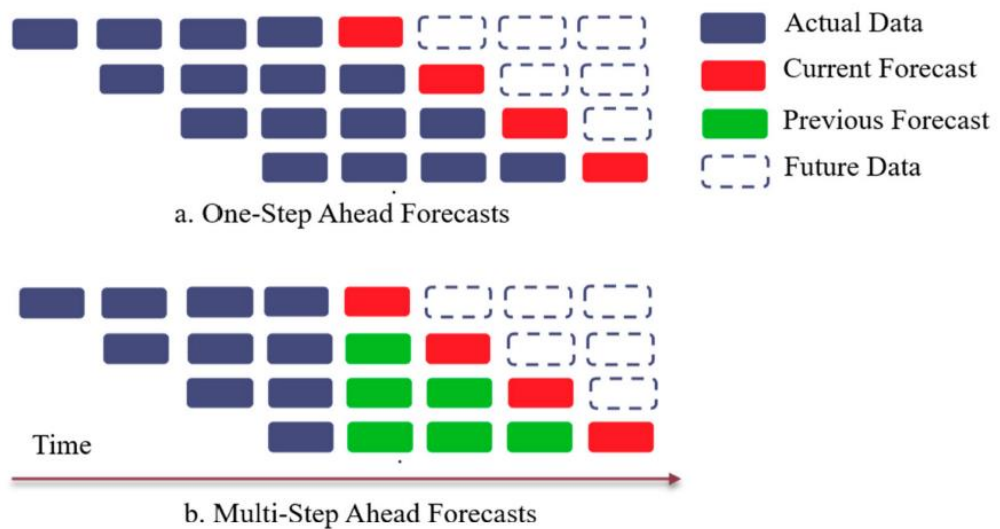 Actual Data
Current Forecast
Previous Forecast
Future Data
a. One-Step Ahead Forecasts
Time
b. Multi-Step Ahead Forecasts